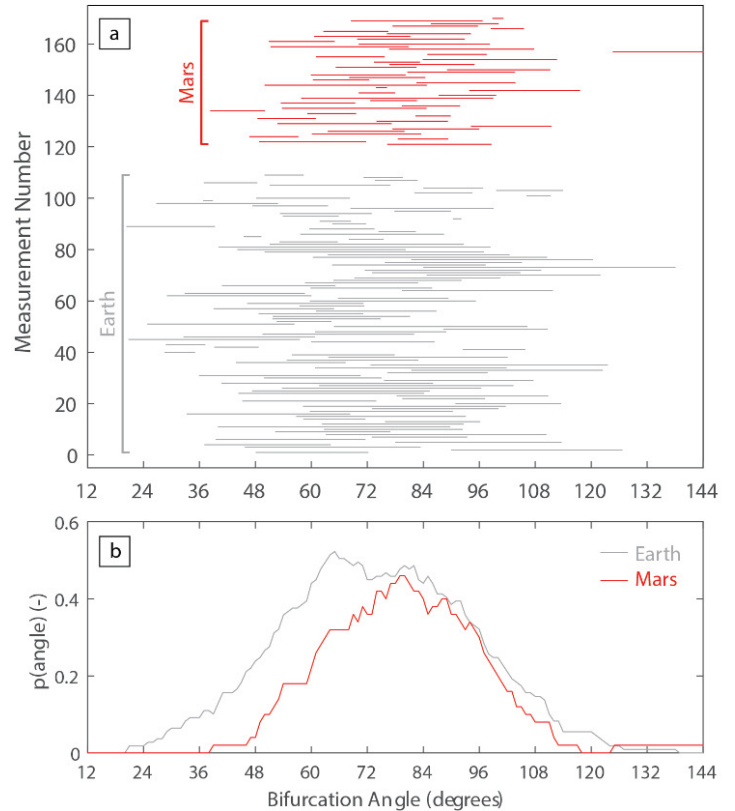 a
Mars
Earth
Measurement Number
160
140
120
100
80
60
40
20
0
12 24 36 48 60 72 84 96 108 120 132 144
b
Earth
Mars
p(angle) (-)
0.6
0.4
0.2
0
12 24 36 48 60 72 84 96 108 120 132 144
Bifurcation Angle (degrees)